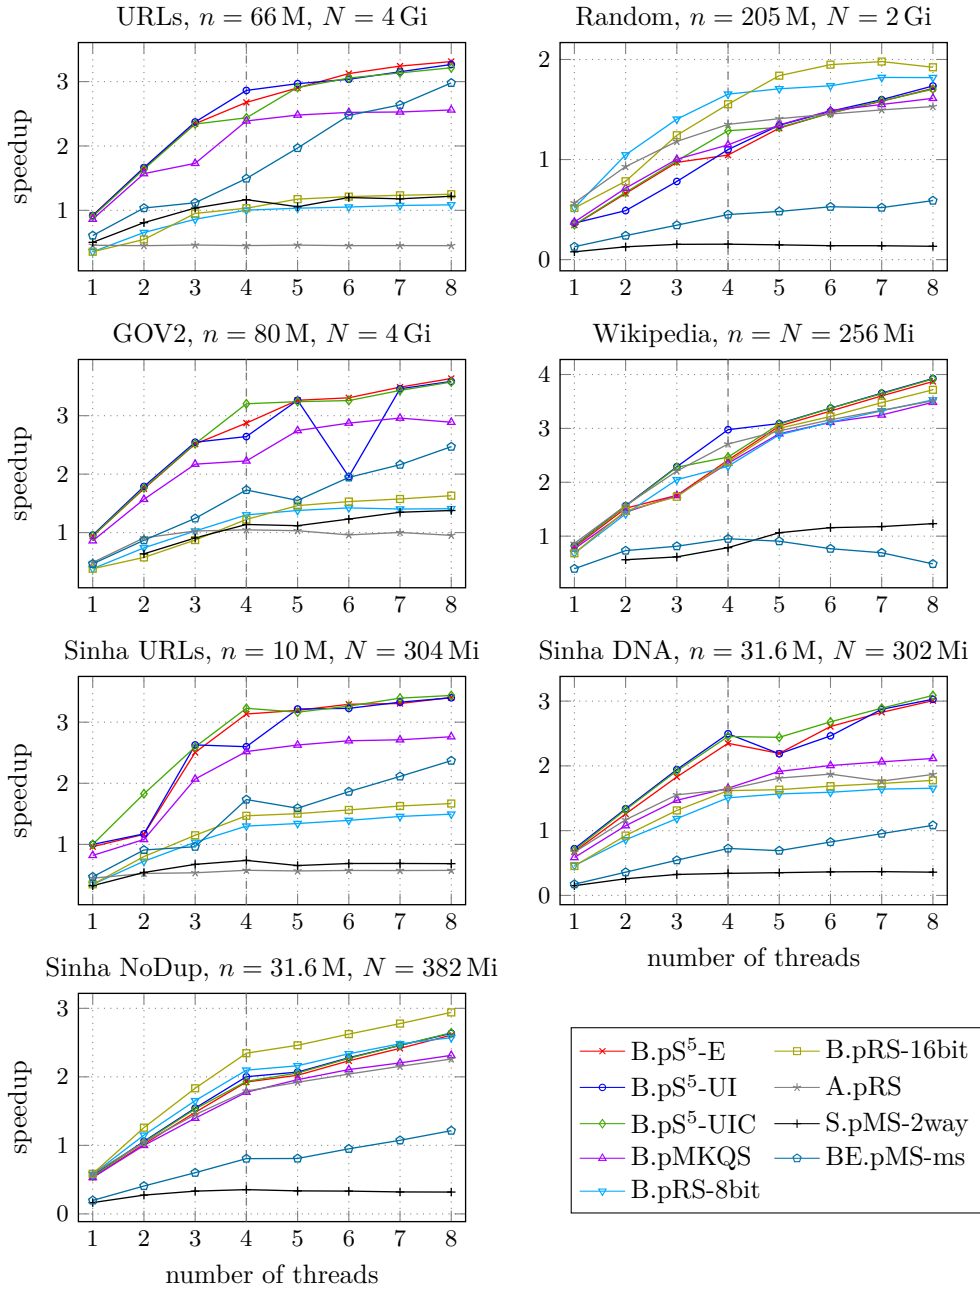 URLs, n = 66 M, N = 4 Gi
speedup
3
2
1
1 2 3 4 5 6 7 8
Random, n = 205 M, N = 2 Gi
2
1
0
1 2 3 4 5 6 7 8
GOV2, n = 80 M, N = 4 Gi
speedup
3
2
1
1 2 3 4 5 6 7 8
Wikipedia, n = N = 256 Mi
4
3
2
1
1 2 3 4 5 6 7 8
Sinha URLs, n = 10 M, N = 304 Mi
speedup
3
2
1
1 2 3 4 5 6 7 8
Sinha DNA, n = 31.6 M, N = 302 Mi
3
2
1
0
1 2 3 4 5 6 7 8
number of threads
Sinha NoDup, n = 31.6 M, N = 382 Mi
speedup
3
2
1
0
1 2 3 4 5 6 7 8
number of threads
B.pS⁵-E
B.pS⁵-UI
B.pS⁵-UIC
B.pMKQS
B.pRS-8bit
B.pRS-16bit
A.pRS
S.pMS-2way
BE.pMS-ms